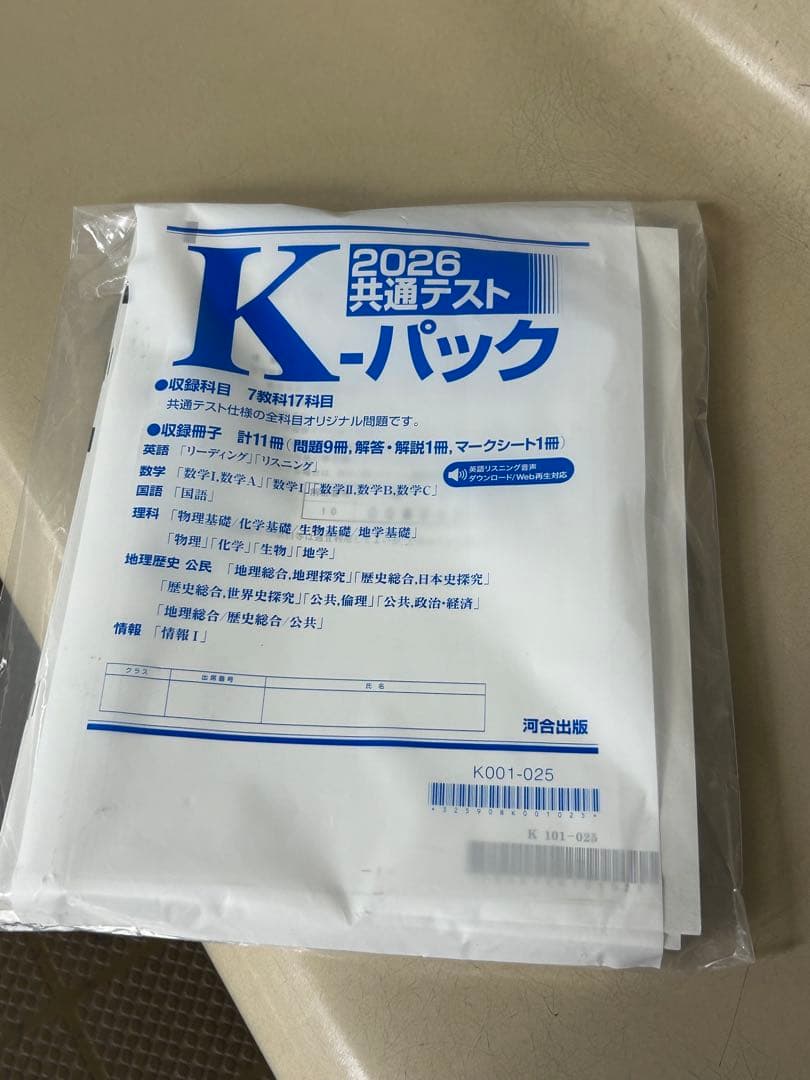 K
2026
共通テスト
-パック
●収録科目 7教科17科目
共通テスト仕様の全科目オリジナル問題です。
●収録冊子 計11冊(問題9冊,解答・解説1冊,マークシート1冊)
英語「リーディング」「リスニング」
英語リスニング音声
ダウンロード/Web再生対応
数学「数学Ⅰ,数学A」「数学Ⅰ」「数学Ⅱ,数学B,数学C」
国語「国語」
理科「物理基礎/化学基礎/生物基礎/地学基礎」
「物理」「化学」「生物」「地学」
地理歴史 公民「地理総合,地理探究」「歴史総合,日本史探究」
「歴史総合,世界史探究」「公共,倫理」「公共,政治・経済」
「地理総合/歴史総合/公共」
情報「情報Ⅰ」
クラス 出席番号 氏名
河合出版
K001-025
K 101-025